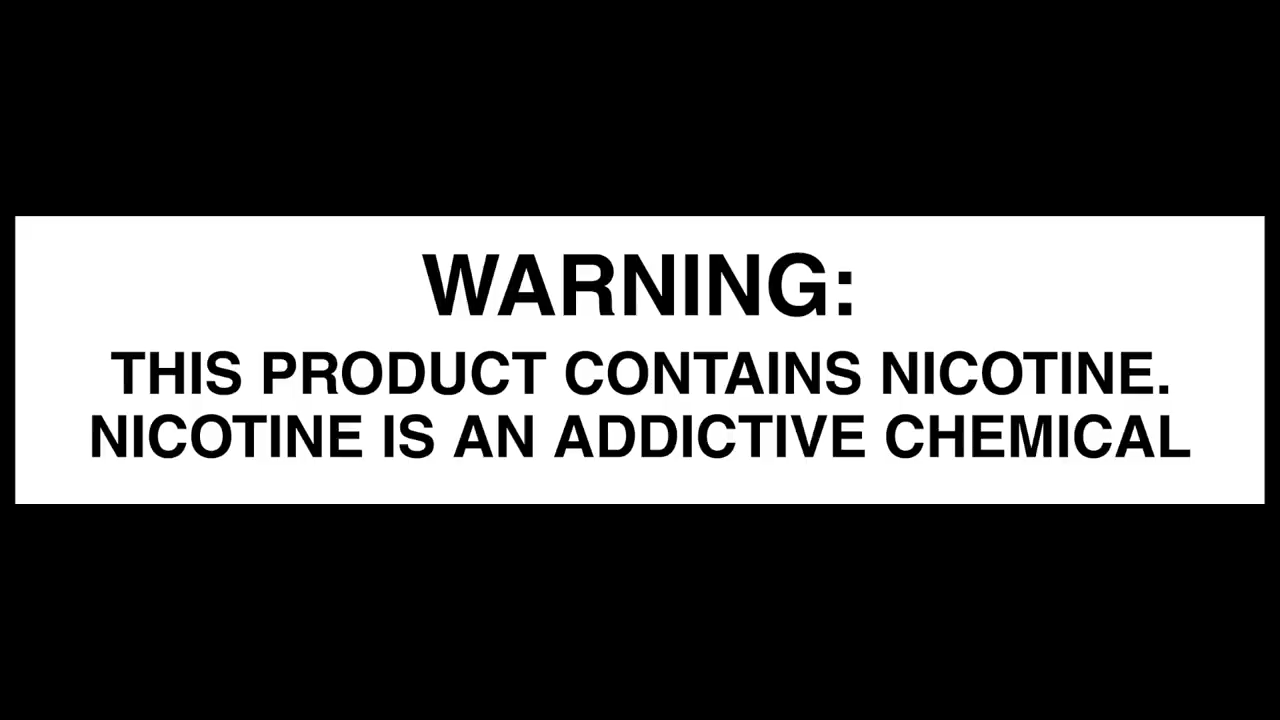 WARNING:
THIS PRODUCT CONTAINS NICOTINE.
NICOTINE IS AN ADDICTIVE CHEMICAL